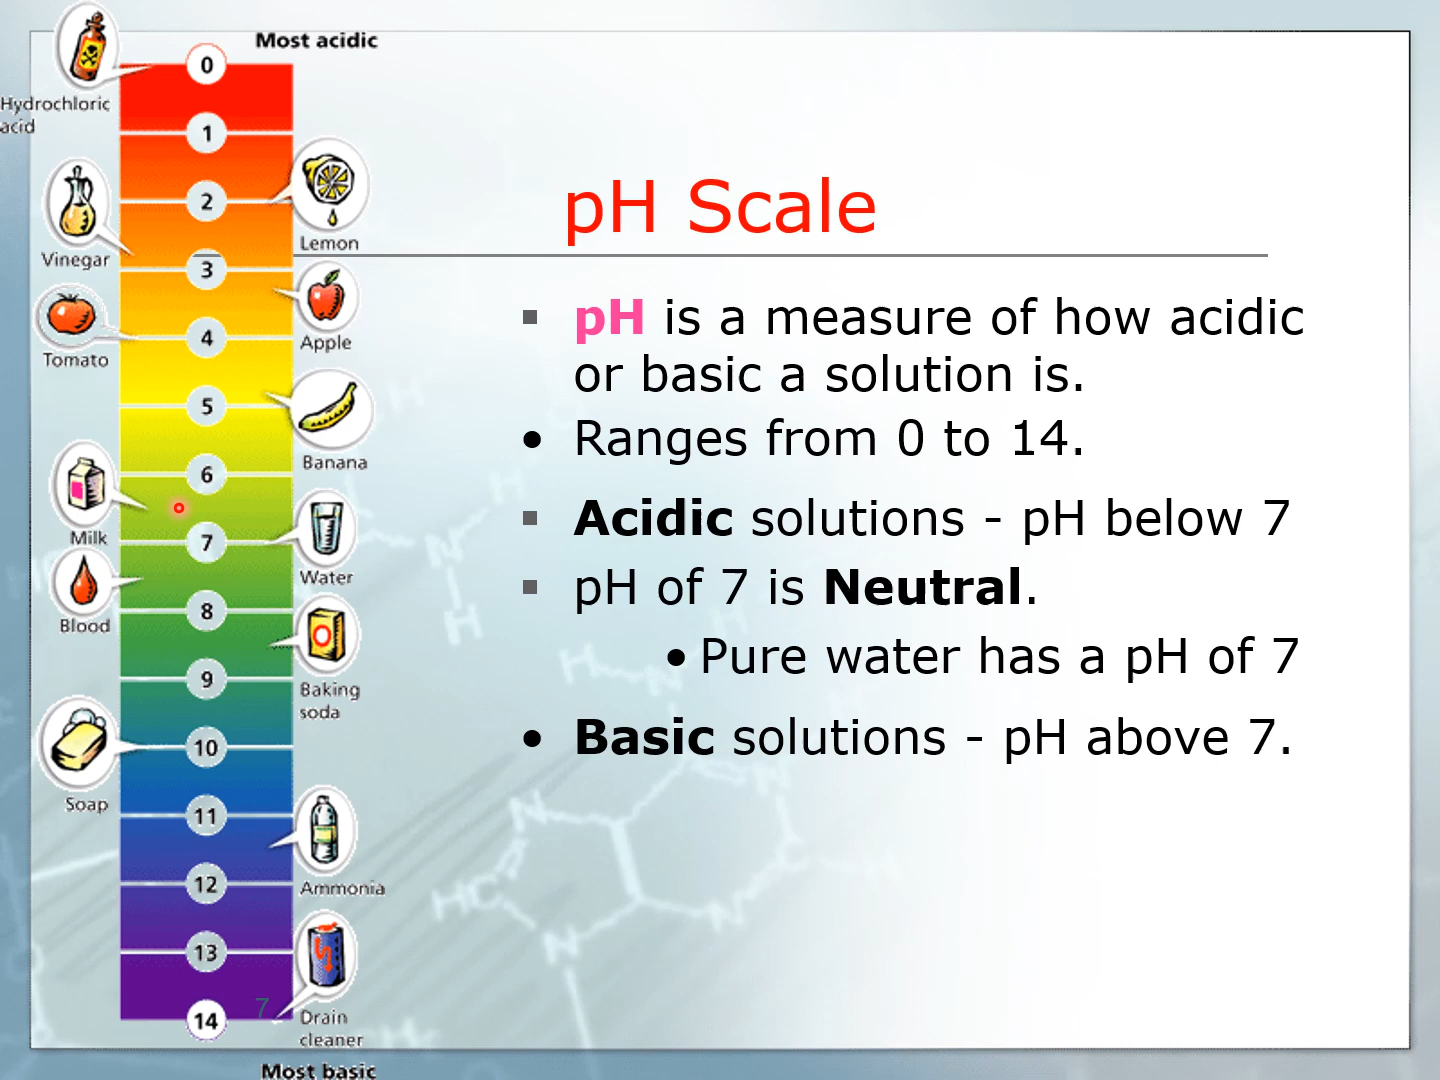 Most acidic
0
Hydrochloric
acid
1
2
Lemon
Vinegar
3
Apple
4
Tomato
5
Banana
6
Milk
7
Water
Blood
8
Baking
soda
9
10
Soap
11
Ammonia
12
13
7
14
Drain
cleaner
Most basic
pH Scale
pH is a measure of how acidic
or basic a solution is.
• Ranges from 0 to 14.
Acidic solutions - pH below 7
pH of 7 is Neutral.
• Pure water has a pH of 7
• Basic solutions - pH above 7.
H
N
H
N
H
H
H
N
N
HC
N
H
H